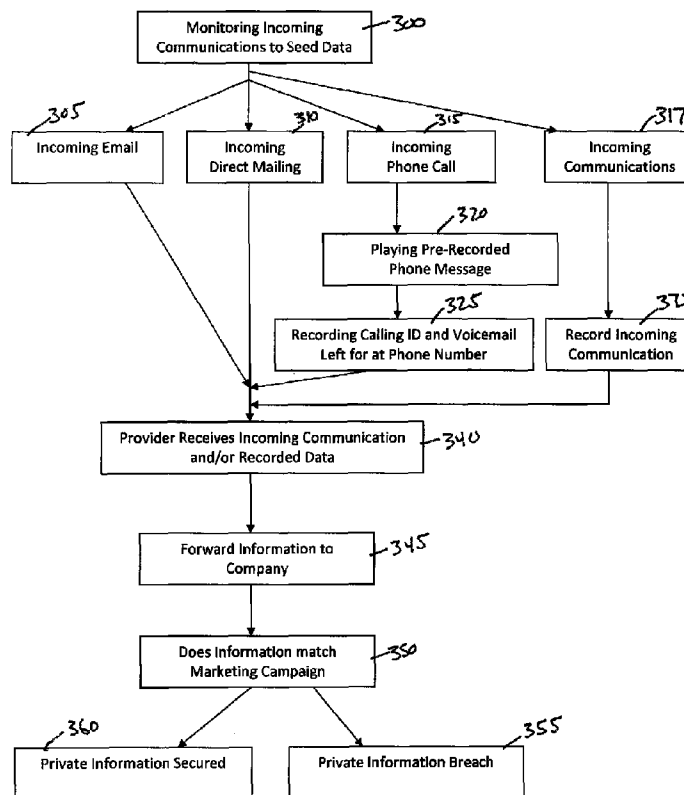 Monitoring Incoming
Communications to Seed Data
300
305
310
315
317
Incoming Email
Incoming
Direct Mailing
Incoming
Phone Call
Incoming
Communications
320
Playing Pre-Recorded
Phone Message
325
Recording Calling ID and Voicemail
Left for at Phone Number
Record Incoming
Communication
Provider Receives Incoming Communication
and/or Recorded Data
340
Forward Information to
Company
345
Does Information match
Marketing Campaign
350
360
Private Information Secured
355
Private Information Breach